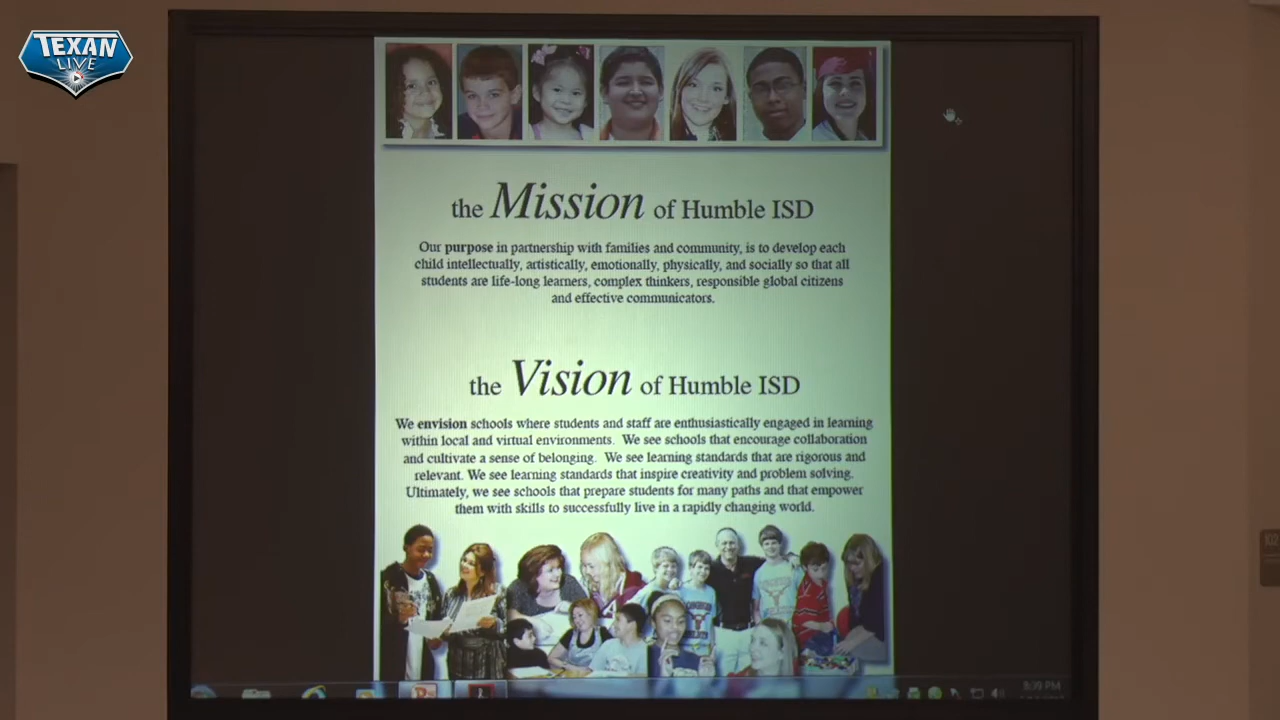 TEXAN
LIVE
the Mission of Humble ISD
Our purpose in partnership with families and community, is to develop each
child intellectually, artistically, emotionally, physically, and socially so that all
students are life-long learners, complex thinkers, responsible global citizens
and effective communicators.
the Vision of Humble ISD
We envision schools where students and staff are enthusiastically engaged in learning
within local and virtual environments. We see schools that encourage collaboration
and cultivate a sense of belonging. We see learning standards that are rigorous and
relevant. We see learning standards that inspire creativity and problem solving.
Ultimately, we see schools that prepare students for many paths and that empower
them with skills to successfully live in a rapidly changing world.